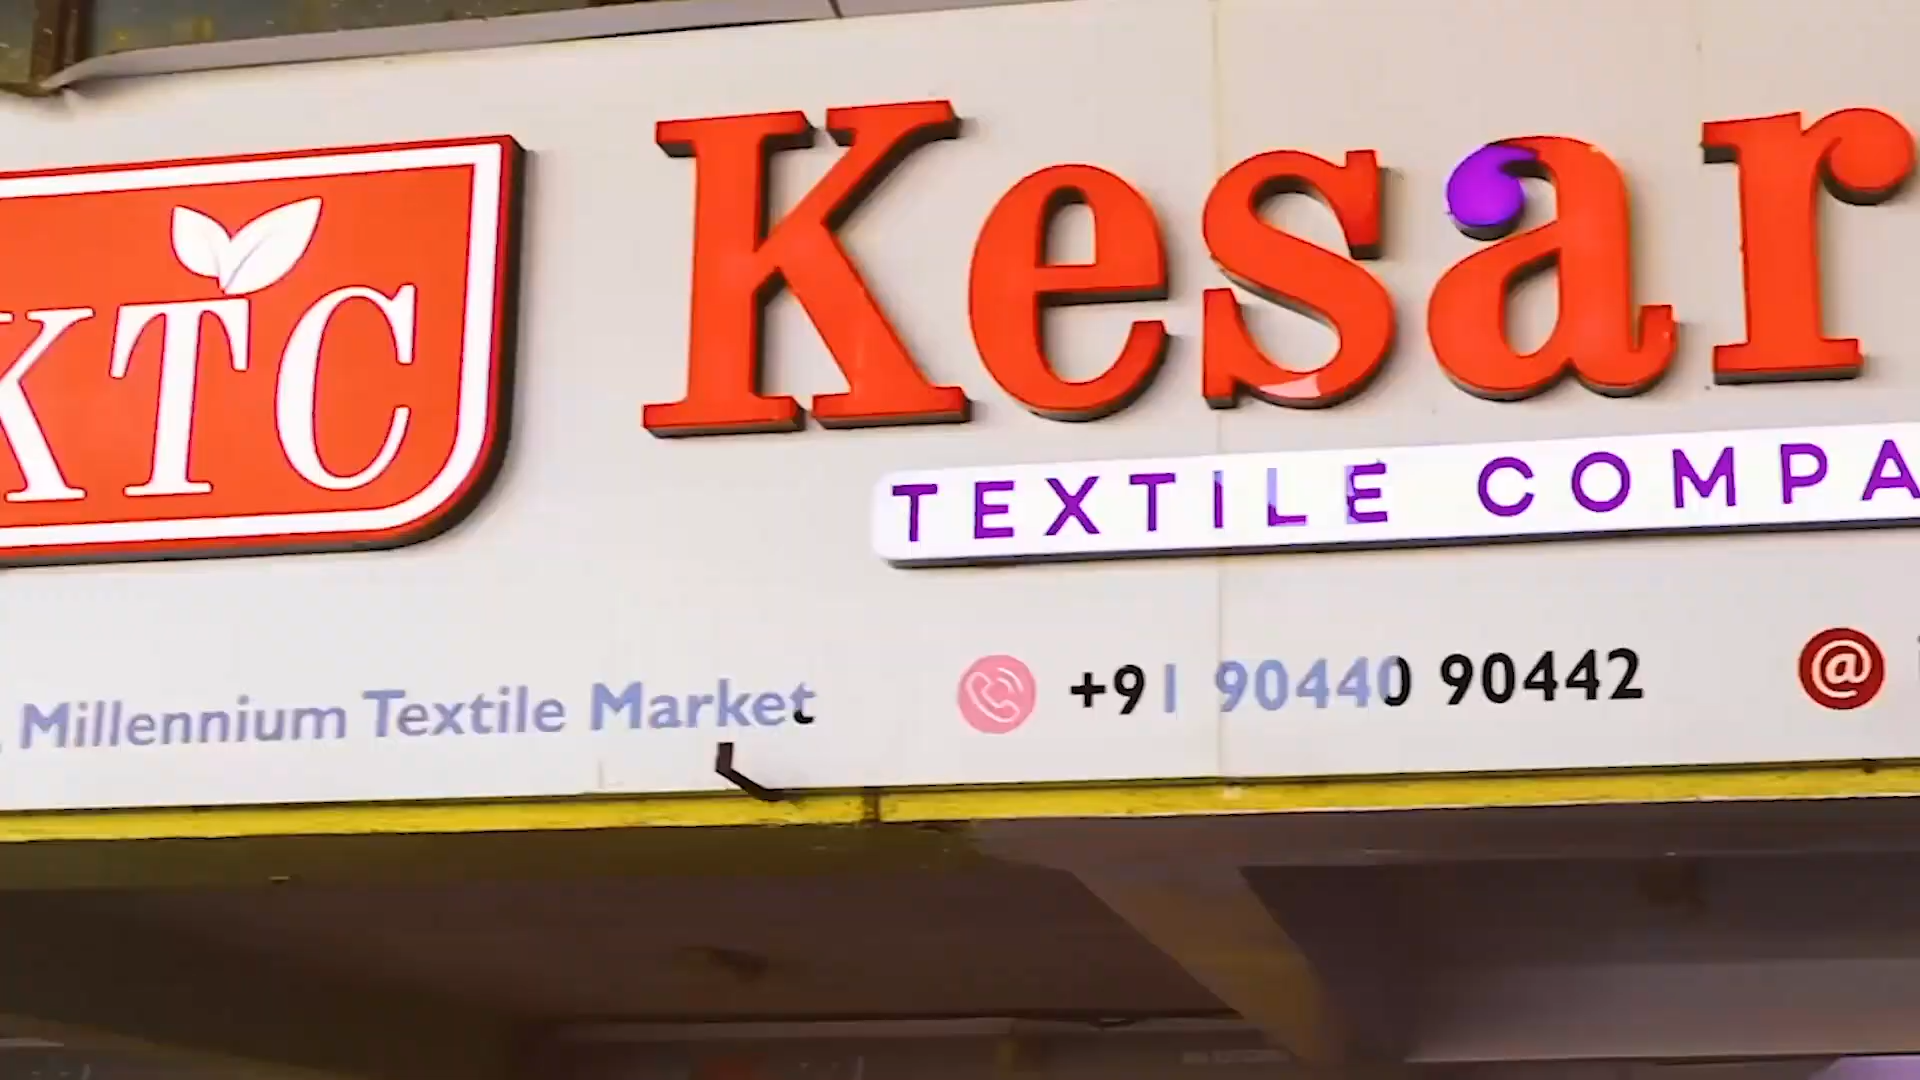 KTC
Kesar
TEXTILE COMPA
Millennium Textile Market +91 90440 90442 @